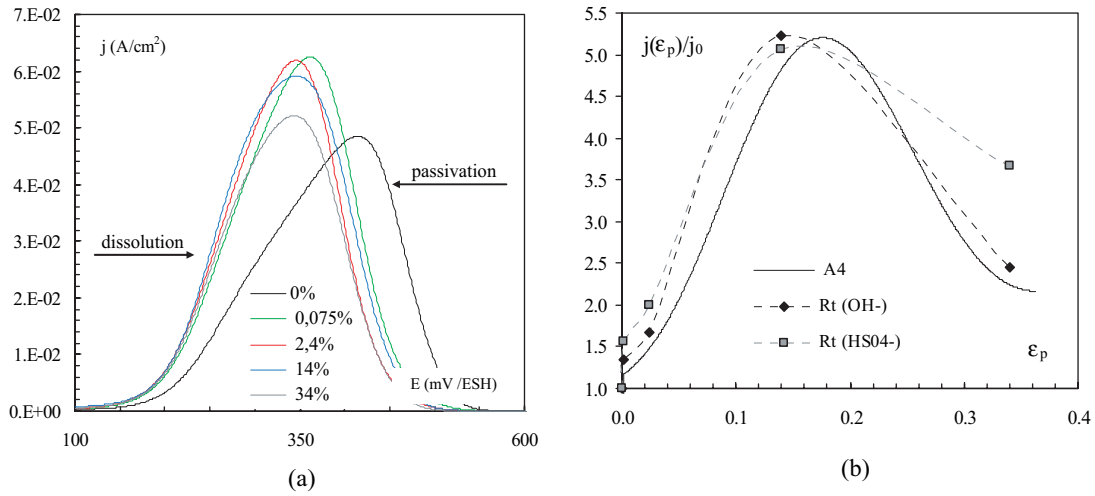 7.E-02
6.E-02
5.E-02
4.E-02
3.E-02
2.E-02
1.E-02
0.E+00
j (A/cm²)
passivation
dissolution
0%
0,075%
2,4%
14%
34%
E (mV /ESH)
100
350
600
(a)
5.5
5.0
4.5
4.0
3.5
3.0
2.5
2.0
1.5
1.0
j(εp)/j0
A4
Rt (OH-)
Rt (HS04-)
εp
0.0
0.1
0.2
0.3
0.4
(b)